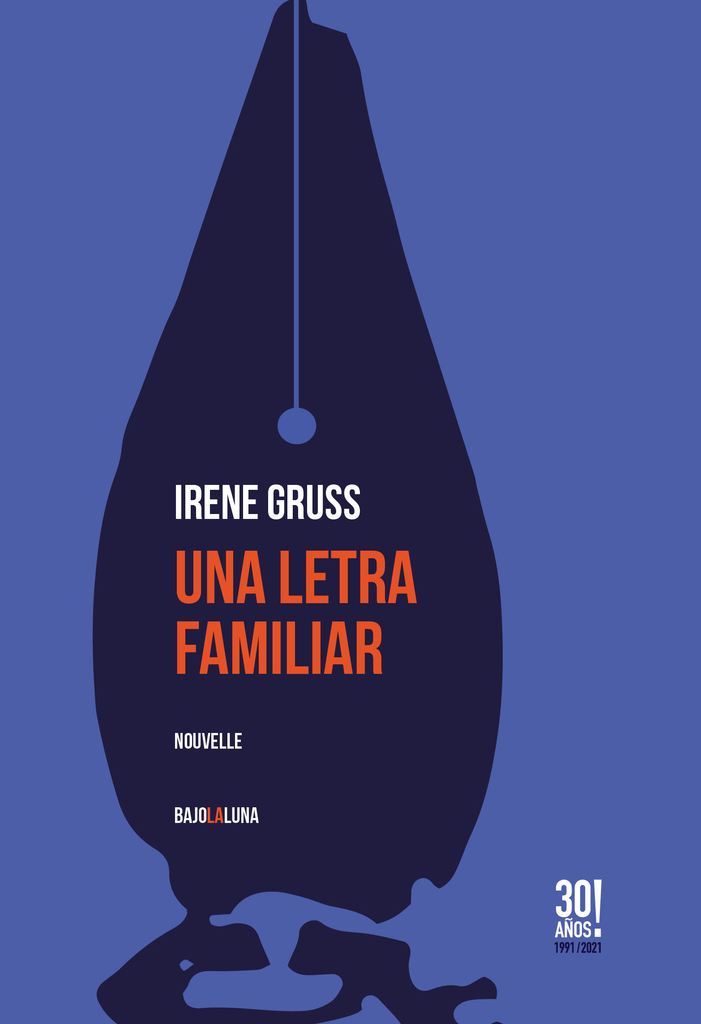 IRENE GRUSS
UNA LETRA
FAMILIAR
NOUVELLE
BAJOLALUNA
30!
AÑOS
1991/2021